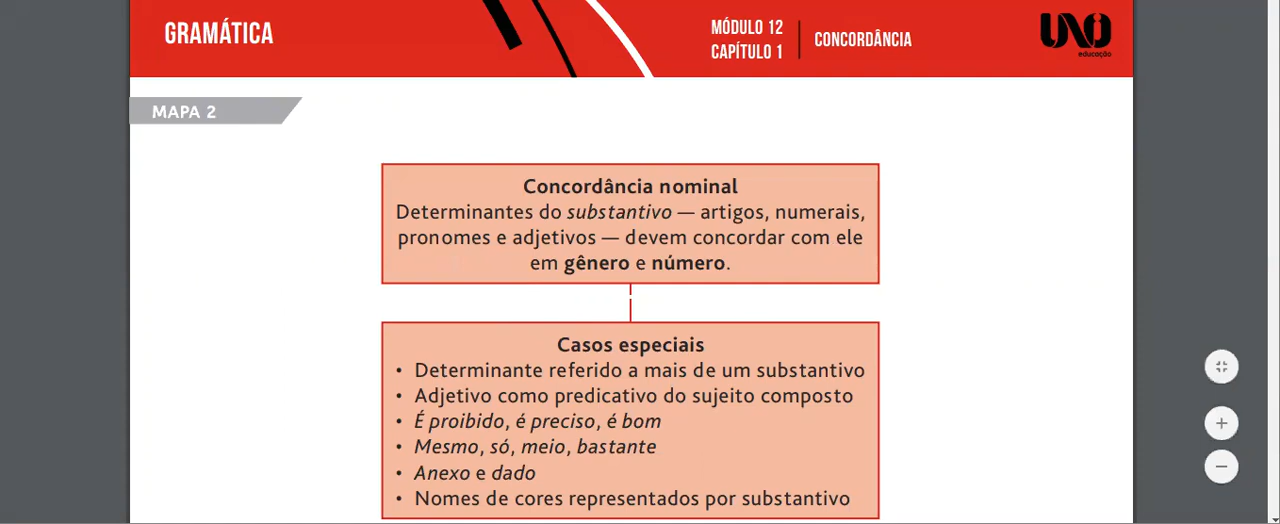 GRAMÁTICA
MÓDULO 12
CAPÍTULO 1
CONCORDÂNCIA
UNO
educação
MAPA 2
Concordância nominal
Determinantes do substantivo — artigos, numerais,
pronomes e adjetivos — devem concordar com ele
em gênero e número.
Casos especiais
• Determinante referido a mais de um substantivo
• Adjetivo como predicativo do sujeito composto
• É proibido, é preciso, é bom
• Mesmo, só, meio, bastante
• Anexo e dado
• Nomes de cores representados por substantivo